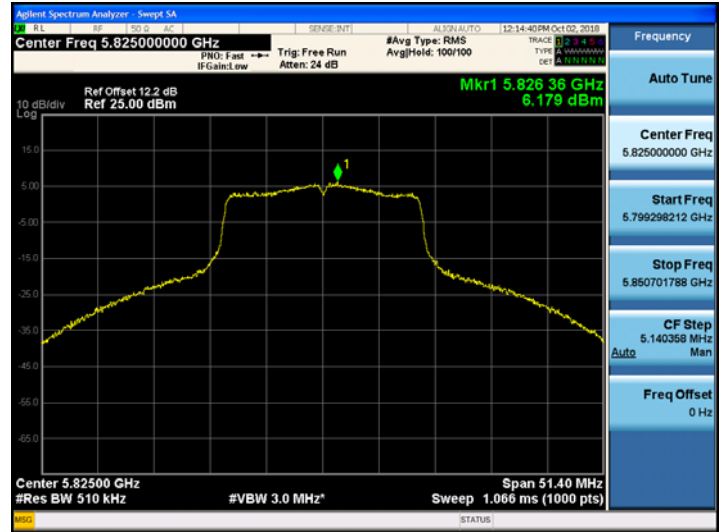 Agilent Spectrum Analyzer - Swept SA
RL RF 50 Ω AC SENSE:INT ALIGN AUTO 12:14:40 PM Oct 02, 2018
Center Freq 5.825000000 GHz
PNO: Fast
IFGain:Low
Trig: Free Run
Atten: 24 dB
#Avg Type: RMS
Avg|Hold: 100/100
TRACE 1 2 3 4 5 6
TYPE A
DET A N N N N N
Ref Offset 12.2 dB
Ref 25.00 dBm
10 dB/div
Log
Mkr1 5.826 36 GHz
6.179 dBm
15.0
5.00
-5.00
-15.0
-25.0
-35.0
-45.0
-55.0
-65.0
1
Center 5.82500 GHz
#Res BW 510 kHz
#VBW 3.0 MHz*
Span 51.40 MHz
Sweep 1.066 ms (1000 pts)
MSG
STATUS
Frequency
Auto Tune
Center Freq
5.825000000 GHz
Start Freq
5.799298212 GHz
Stop Freq
5.850701788 GHz
CF Step
5.140358 MHz
Auto Man
Freq Offset
0 Hz